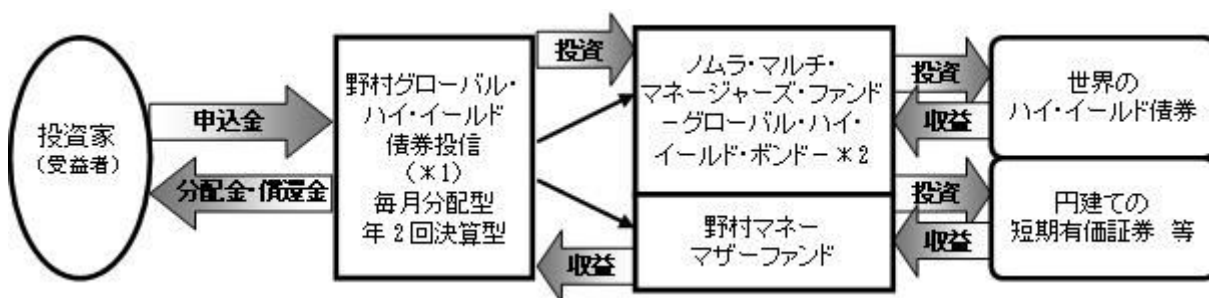 投資家
(受益者)
申込金
分配金・償還金
野村グローバル・
ハイ・イールド
債券投信
(*1)
毎月分配型
年2回決算型
投資
収益
ノムラ・マルチ・
マネージャーズ・ファンド
-グローバル・ハイ・
イールド・ボンド-*2
野村マネー
マザーファンド
投資
収益
投資
収益
世界の
ハイ・イールド債券
円建ての
短期有価証券 等